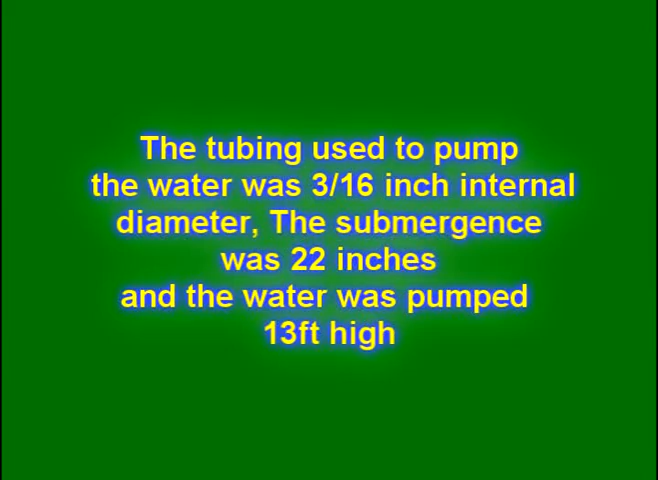 The tubing used to pump
the water was 3/16 inch internal
diameter, The submergence
was 22 inches
and the water was pumped
13ft high